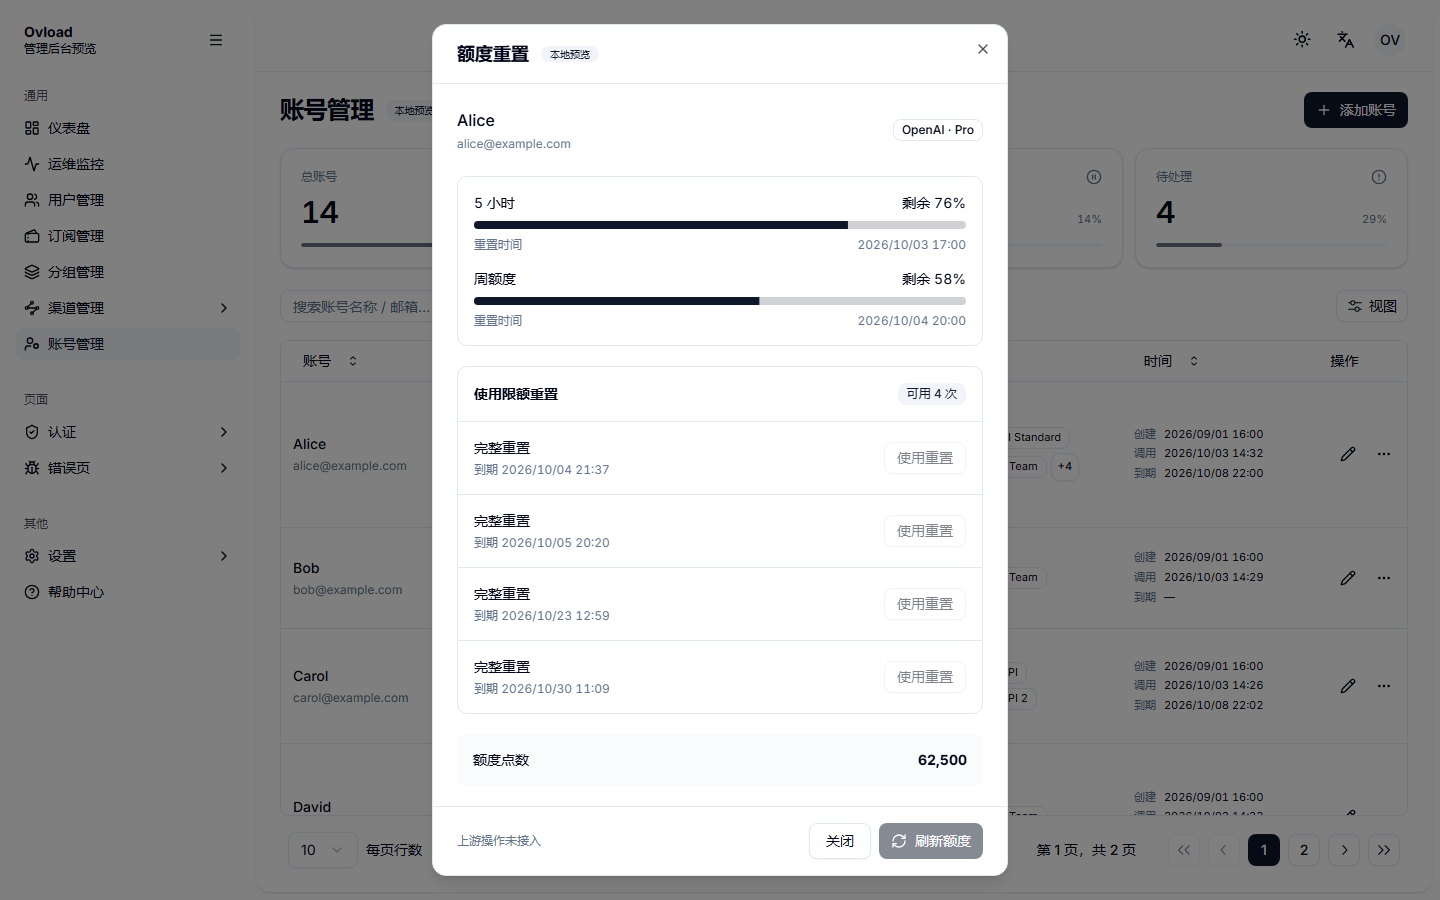 Ovload
管理后台预览
通用
仪表盘
运维监控
用户管理
订阅管理
分组管理
渠道管理
账号管理
页面
认证
错误页
其他
设置
帮助中心
OV
账号管理
本地预览
添加账号
总账号
14
14%
待处理
4
29%
搜索账号名称 / 邮箱...
视图
账号
时间
操作
Alice
alice@example.com
I Standard
Team
+4
创建 2026/09/01 16:00
调用 2026/10/03 14:32
到期 2026/10/08 22:00
Bob
bob@example.com
Team
创建 2026/09/01 16:00
调用 2026/10/03 14:29
到期 —
Carol
carol@example.com
PI
PI 2
创建 2026/09/01 16:00
调用 2026/10/03 14:26
到期 2026/10/08 22:02
David
创建 2026/09/01 16:00
10
每页行数
第 1 页，共 2 页
1
2
额度重置
本地预览
Alice
alice@example.com
OpenAI · Pro
5 小时
剩余 76%
重置时间
2026/10/03 17:00
周额度
剩余 58%
重置时间
2026/10/04 20:00
使用限额重置
可用 4 次
完整重置
到期 2026/10/04 21:37
使用重置
完整重置
到期 2026/10/05 20:20
使用重置
完整重置
到期 2026/10/23 12:59
使用重置
完整重置
到期 2026/10/30 11:09
使用重置
额度点数
62,500
上游操作未接入
关闭
刷新额度